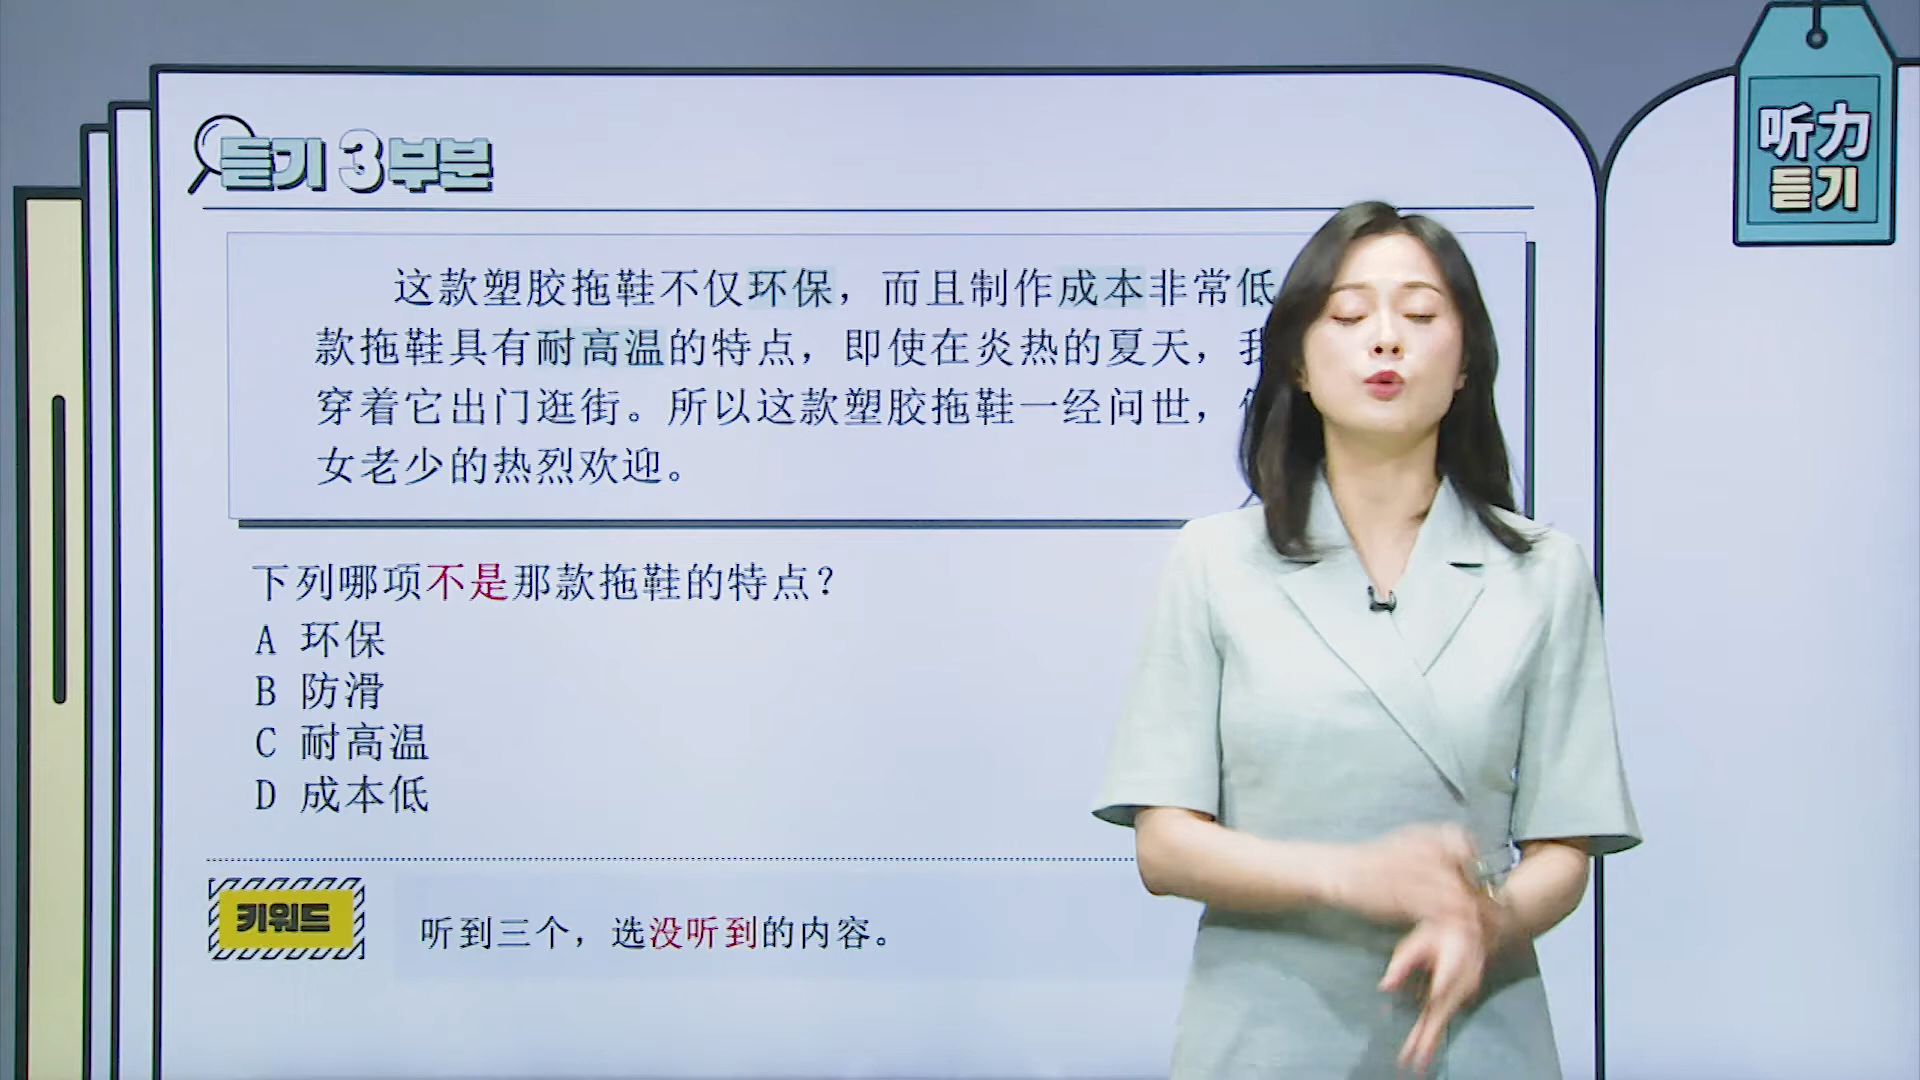 듣기 3부분
听力
듣기
这款塑胶拖鞋不仅环保，而且制作成本非常低
款拖鞋具有耐高温的特点，即使在炎热的夏天，我
穿着它出门逛街。所以这款塑胶拖鞋一经问世，
女老少的热烈欢迎。
下列哪项不是那款拖鞋的特点？
A 环保
B 防滑
C 耐高温
D 成本低
키워드
听到三个，选没听到的内容。